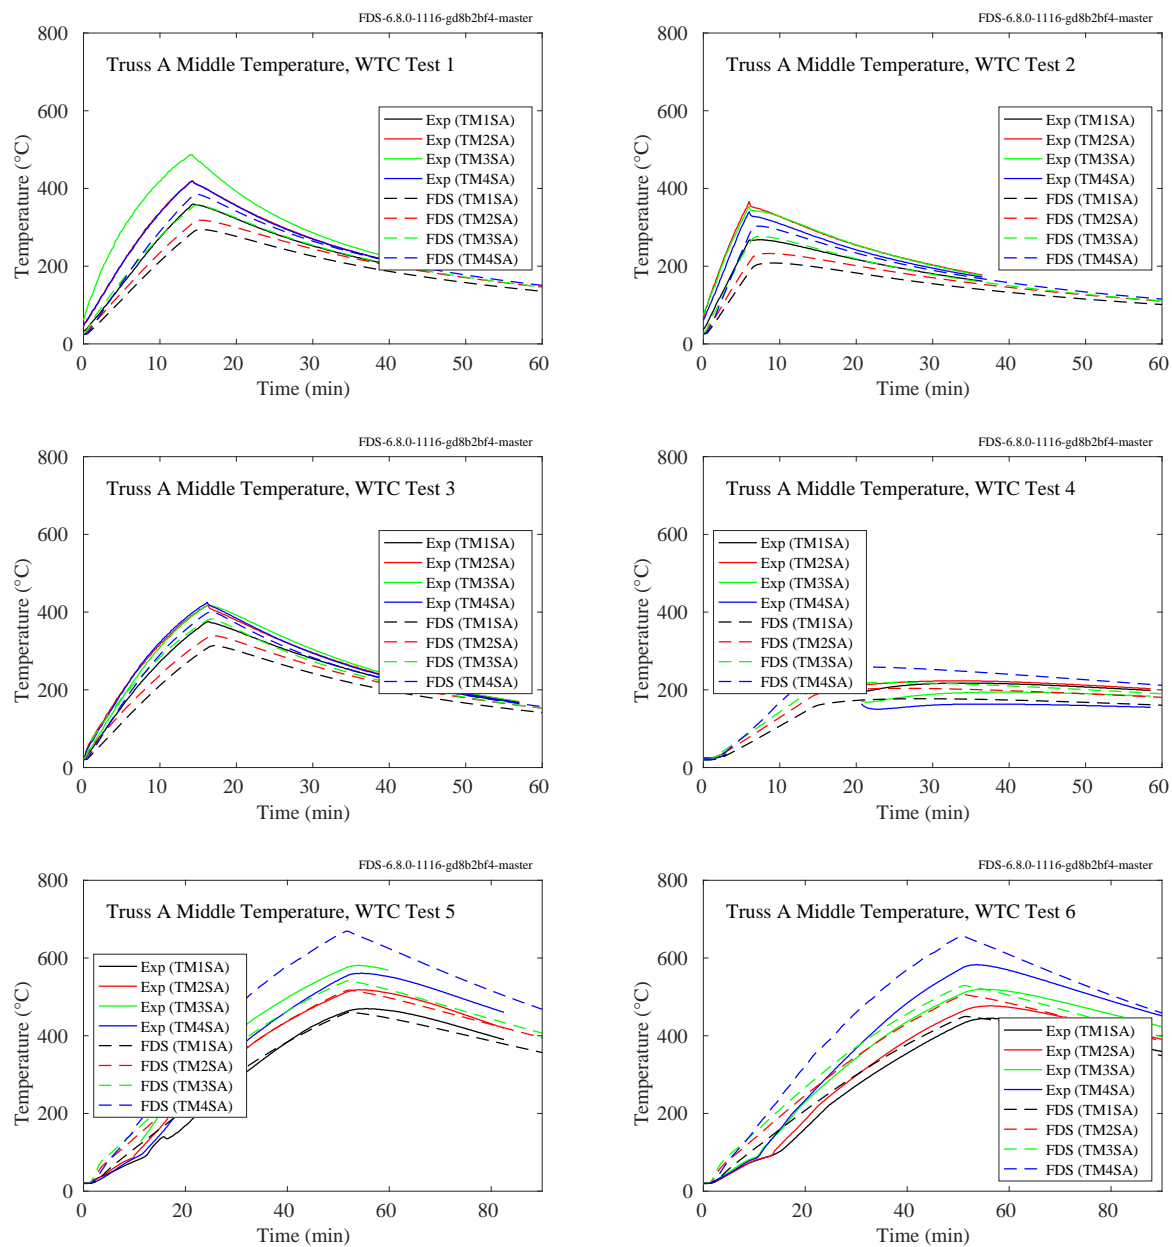 FDS-6.8.0-1116-gd8b2bf4-master
Truss A Middle Temperature, WTC Test 1
Temperature (°C)
800
600
400
200
0
Exp (TM1SA)
Exp (TM2SA)
Exp (TM3SA)
Exp (TM4SA)
FDS (TM1SA)
FDS (TM2SA)
FDS (TM3SA)
FDS (TM4SA)
0 10 20 30 40 50 60
Time (min)
FDS-6.8.0-1116-gd8b2bf4-master
Truss A Middle Temperature, WTC Test 2
Temperature (°C)
800
600
400
200
0
Exp (TM1SA)
Exp (TM2SA)
Exp (TM3SA)
Exp (TM4SA)
FDS (TM1SA)
FDS (TM2SA)
FDS (TM3SA)
FDS (TM4SA)
0 10 20 30 40 50 60
Time (min)
FDS-6.8.0-1116-gd8b2bf4-master
Truss A Middle Temperature, WTC Test 3
Temperature (°C)
800
600
400
200
0
Exp (TM1SA)
Exp (TM2SA)
Exp (TM3SA)
Exp (TM4SA)
FDS (TM1SA)
FDS (TM2SA)
FDS (TM3SA)
FDS (TM4SA)
0 10 20 30 40 50 60
Time (min)
FDS-6.8.0-1116-gd8b2bf4-master
Truss A Middle Temperature, WTC Test 4
Temperature (°C)
800
600
400
200
0
Exp (TM1SA)
Exp (TM2SA)
Exp (TM3SA)
Exp (TM4SA)
FDS (TM1SA)
FDS (TM2SA)
FDS (TM3SA)
FDS (TM4SA)
0 10 20 30 40 50 60
Time (min)
FDS-6.8.0-1116-gd8b2bf4-master
Truss A Middle Temperature, WTC Test 5
Temperature (°C)
800
600
400
200
0
Exp (TM1SA)
Exp (TM2SA)
Exp (TM3SA)
Exp (TM4SA)
FDS (TM1SA)
FDS (TM2SA)
FDS (TM3SA)
FDS (TM4SA)
0 20 40 60 80
Time (min)
FDS-6.8.0-1116-gd8b2bf4-master
Truss A Middle Temperature, WTC Test 6
Temperature (°C)
800
600
400
200
0
Exp (TM1SA)
Exp (TM2SA)
Exp (TM3SA)
Exp (TM4SA)
FDS (TM1SA)
FDS (TM2SA)
FDS (TM3SA)
FDS (TM4SA)
0 20 40 60 80
Time (min)